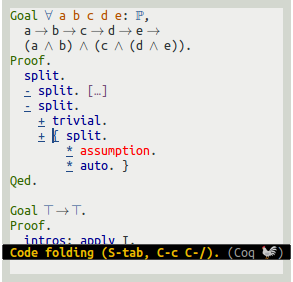 Goal ∀ a b c d e: ℙ,
a → b → c → d → e →
(a ∧ b) ∧ (c ∧ (d ∧ e)).
Proof.
split.
- split. […]
- split.
+ trivial.
+ { split.
* assumption.
* auto. }
Qed.
Goal ⊤ → ⊤.
Proof.
intros; apply I.
Code folding (S-tab, C-c C-/). (Coq 🐓)